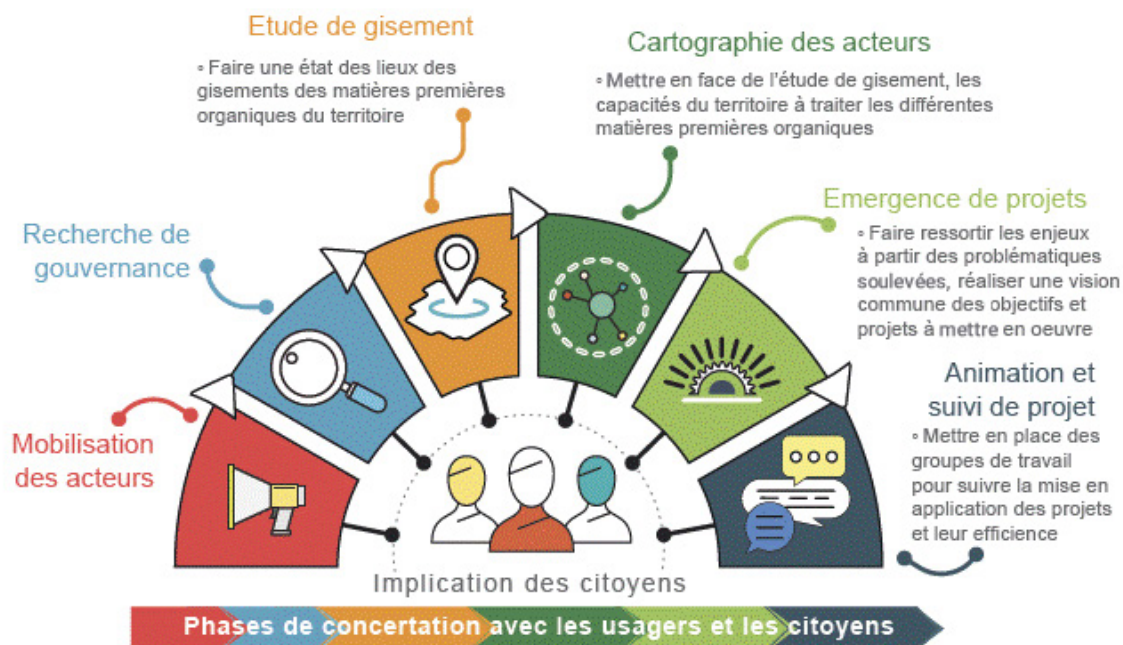 Etude de gisement
◦ Faire une état des lieux des
gisements des matières premières
organiques du territoire
Cartographie des acteurs
◦ Mettre en face de l'étude de gisement, les
capacités du territoire à traiter les différentes
matières premières organiques
Recherche de
gouvernance
Emergence de projets
◦ Faire ressortir les enjeux
à partir des problématiques
soulevées, réaliser une vision
commune des objectifs et
projets à mettre en oeuvre
Mobilisation
des acteurs
Animation et
suivi de projet
◦ Mettre en place des
groupes de travail
pour suivre la mise en
application des projets
et leur efficience
Implication des citoyens
Phases de concertation avec les usagers et les citoyens